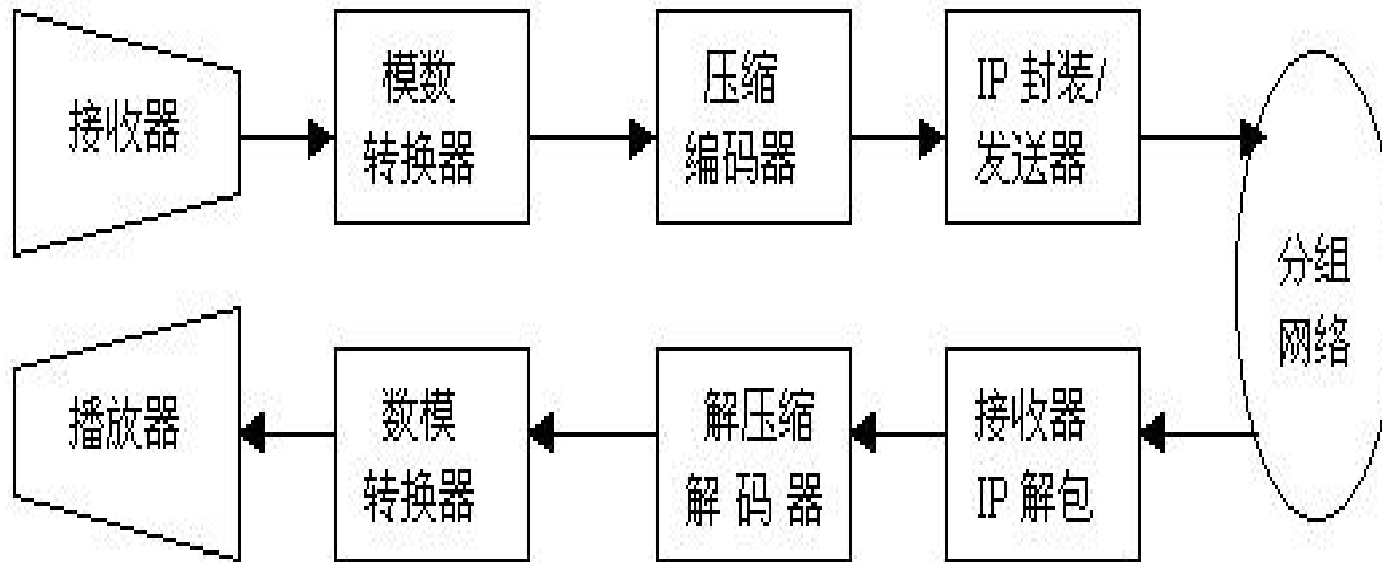 接收器
模数
转换器
压缩
编码器
IP 封装/
发送器
分组
网络
播放器
数模
转换器
解压缩
解 码 器
接收器
IP 解包